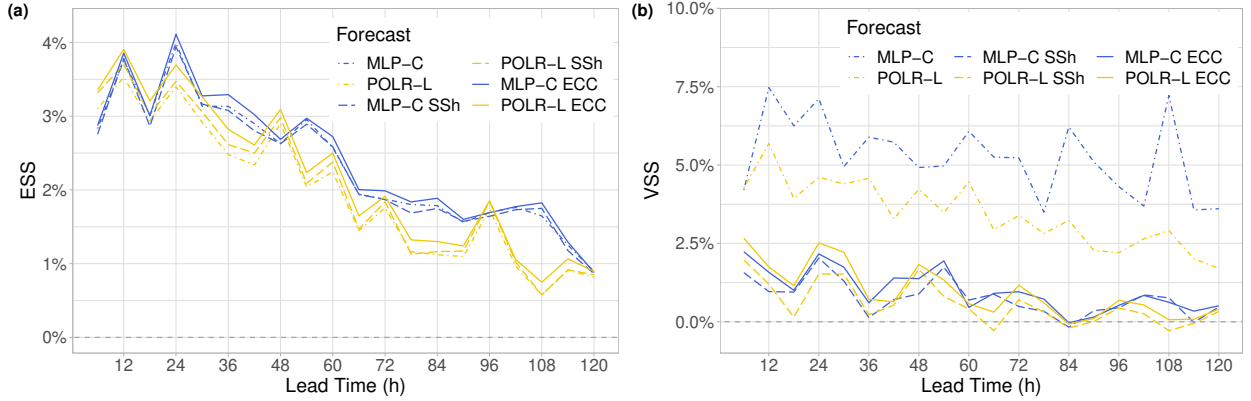 (a)
ESS
4%
3%
2%
1%
0%
Forecast
MLP−C
POLR−L
MLP−C SSh
POLR−L SSh
MLP−C ECC
POLR−L ECC
12 24 36 48 60 72 84 96 108 120
Lead Time (h)
(b)
VSS
10.0%
7.5%
5.0%
2.5%
0.0%
Forecast
MLP−C MLP−C SSh MLP−C ECC
POLR−L POLR−L SSh POLR−L ECC
12 24 36 48 60 72 84 96 108 120
Lead Time (h)